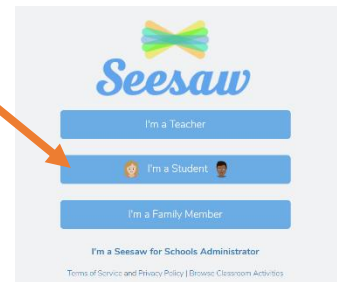 Seesaw
I'm a Teacher
I'm a Student
I'm a Family Member
I'm a Seesaw for Schools Administrator
Terms of Service and Privacy Policy | Browse Classroom Activities